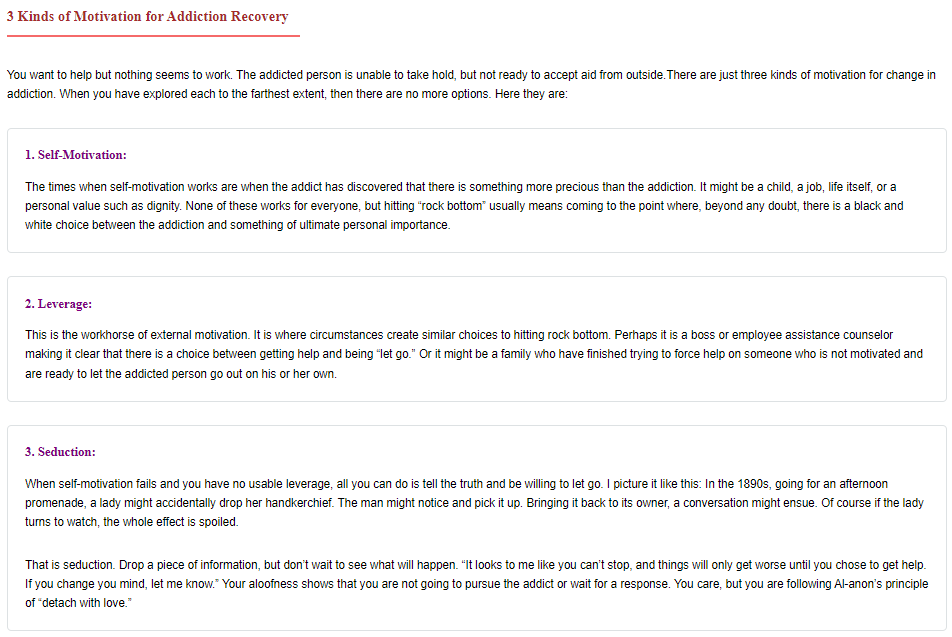 3 Kinds of Motivation for Addiction Recovery
You want to help but nothing seems to work. The addicted person is unable to take hold, but not ready to accept aid from outside.There are just three kinds of motivation for change in
addiction. When you have explored each to the farthest extent, then there are no more options. Here they are:
1. Self-Motivation:
The times when self-motivation works are when the addict has discovered that there is something more precious than the addiction. It might be a child, a job, life itself, or a
personal value such as dignity. None of these works for everyone, but hitting “rock bottom” usually means coming to the point where, beyond any doubt, there is a black and
white choice between the addiction and something of ultimate personal importance.
2. Leverage:
This is the workhorse of external motivation. It is where circumstances create similar choices to hitting rock bottom. Perhaps it is a boss or employee assistance counselor
making it clear that there is a choice between getting help and being “let go.” Or it might be a family who have finished trying to force help on someone who is not motivated and
are ready to let the addicted person go out on his or her own.
3. Seduction:
When self-motivation fails and you have no usable leverage, all you can do is tell the truth and be willing to let go. I picture it like this: In the 1890s, going for an afternoon
promenade, a lady might accidentally drop her handkerchief. The man might notice and pick it up. Bringing it back to its owner, a conversation might ensue. Of course if the lady
turns to watch, the whole effect is spoiled.
That is seduction. Drop a piece of information, but don’t wait to see what will happen. “It looks to me like you can’t stop, and things will only get worse until you chose to get help.
If you change you mind, let me know.” Your aloofness shows that you are not going to pursue the addict or wait for a response. You care, but you are following Al-anon’s principle
of “detach with love.”